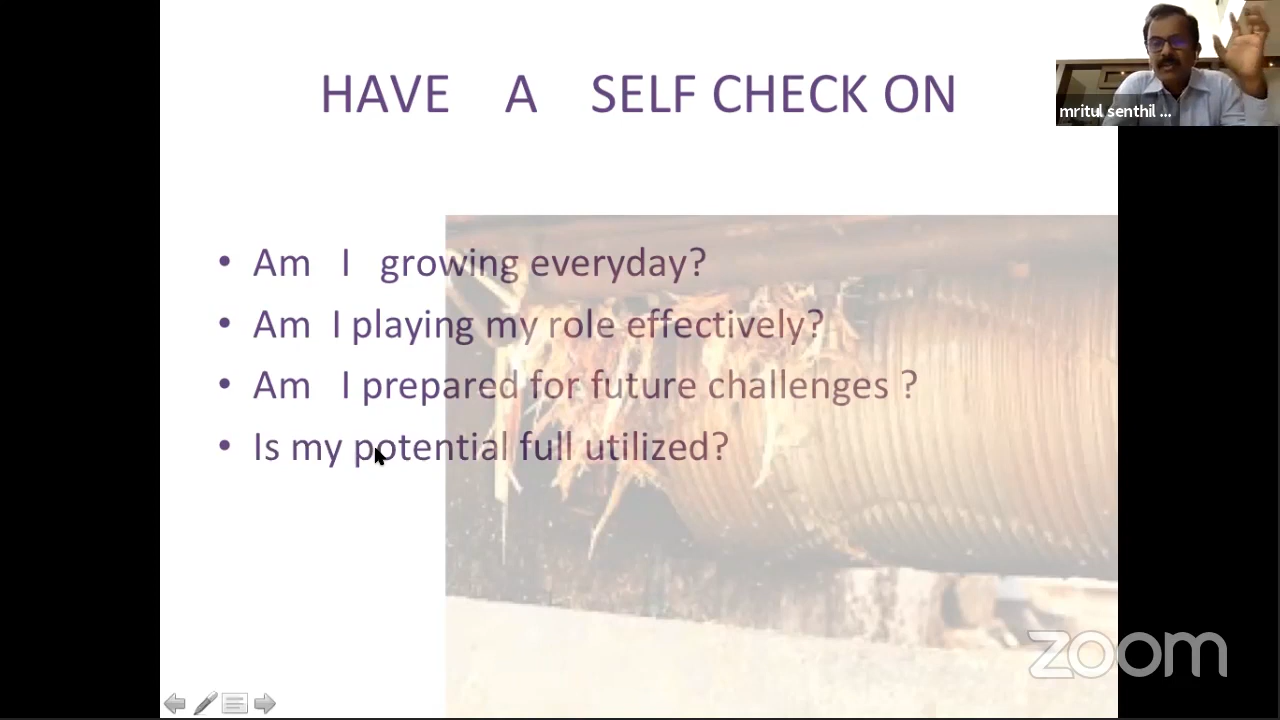 HAVE A SELF CHECK ON
mritul senthil ...
• Am I growing everyday?
• Am I playing my role effectively?
• Am I prepared for future challenges ?
• Is my potential full utilized?
zoom